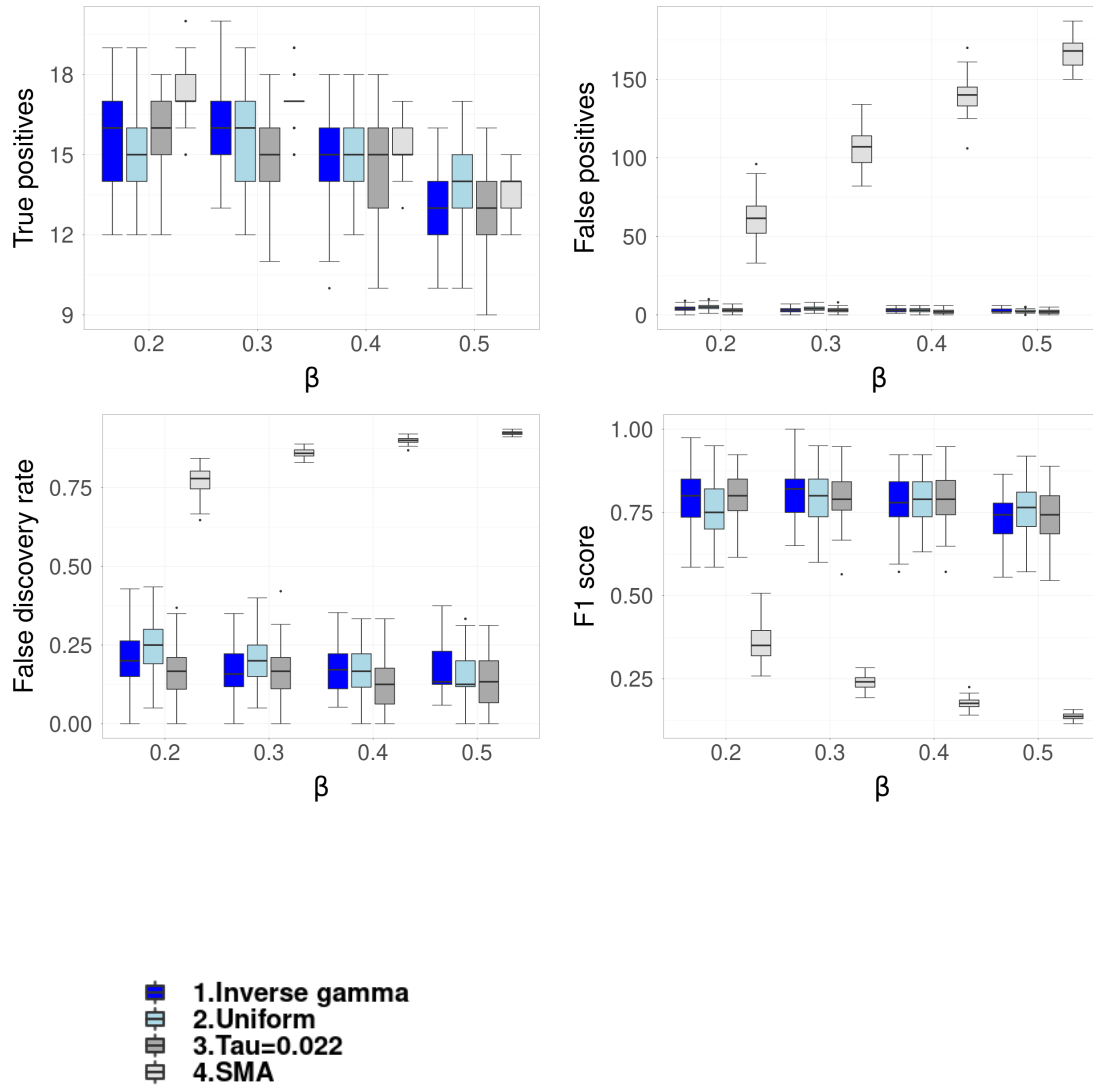 True positives
18
15
12
9
0.2 0.3 0.4 0.5
β
False positives
150
100
50
0
0.2 0.3 0.4 0.5
β
False discovery rate
0.75
0.50
0.25
0.00
0.2 0.3 0.4 0.5
β
F1 score
1.00
0.75
0.50
0.25
0.2 0.3 0.4 0.5
β
1.Inverse gamma
2.Uniform
3.Tau=0.022
4.SMA